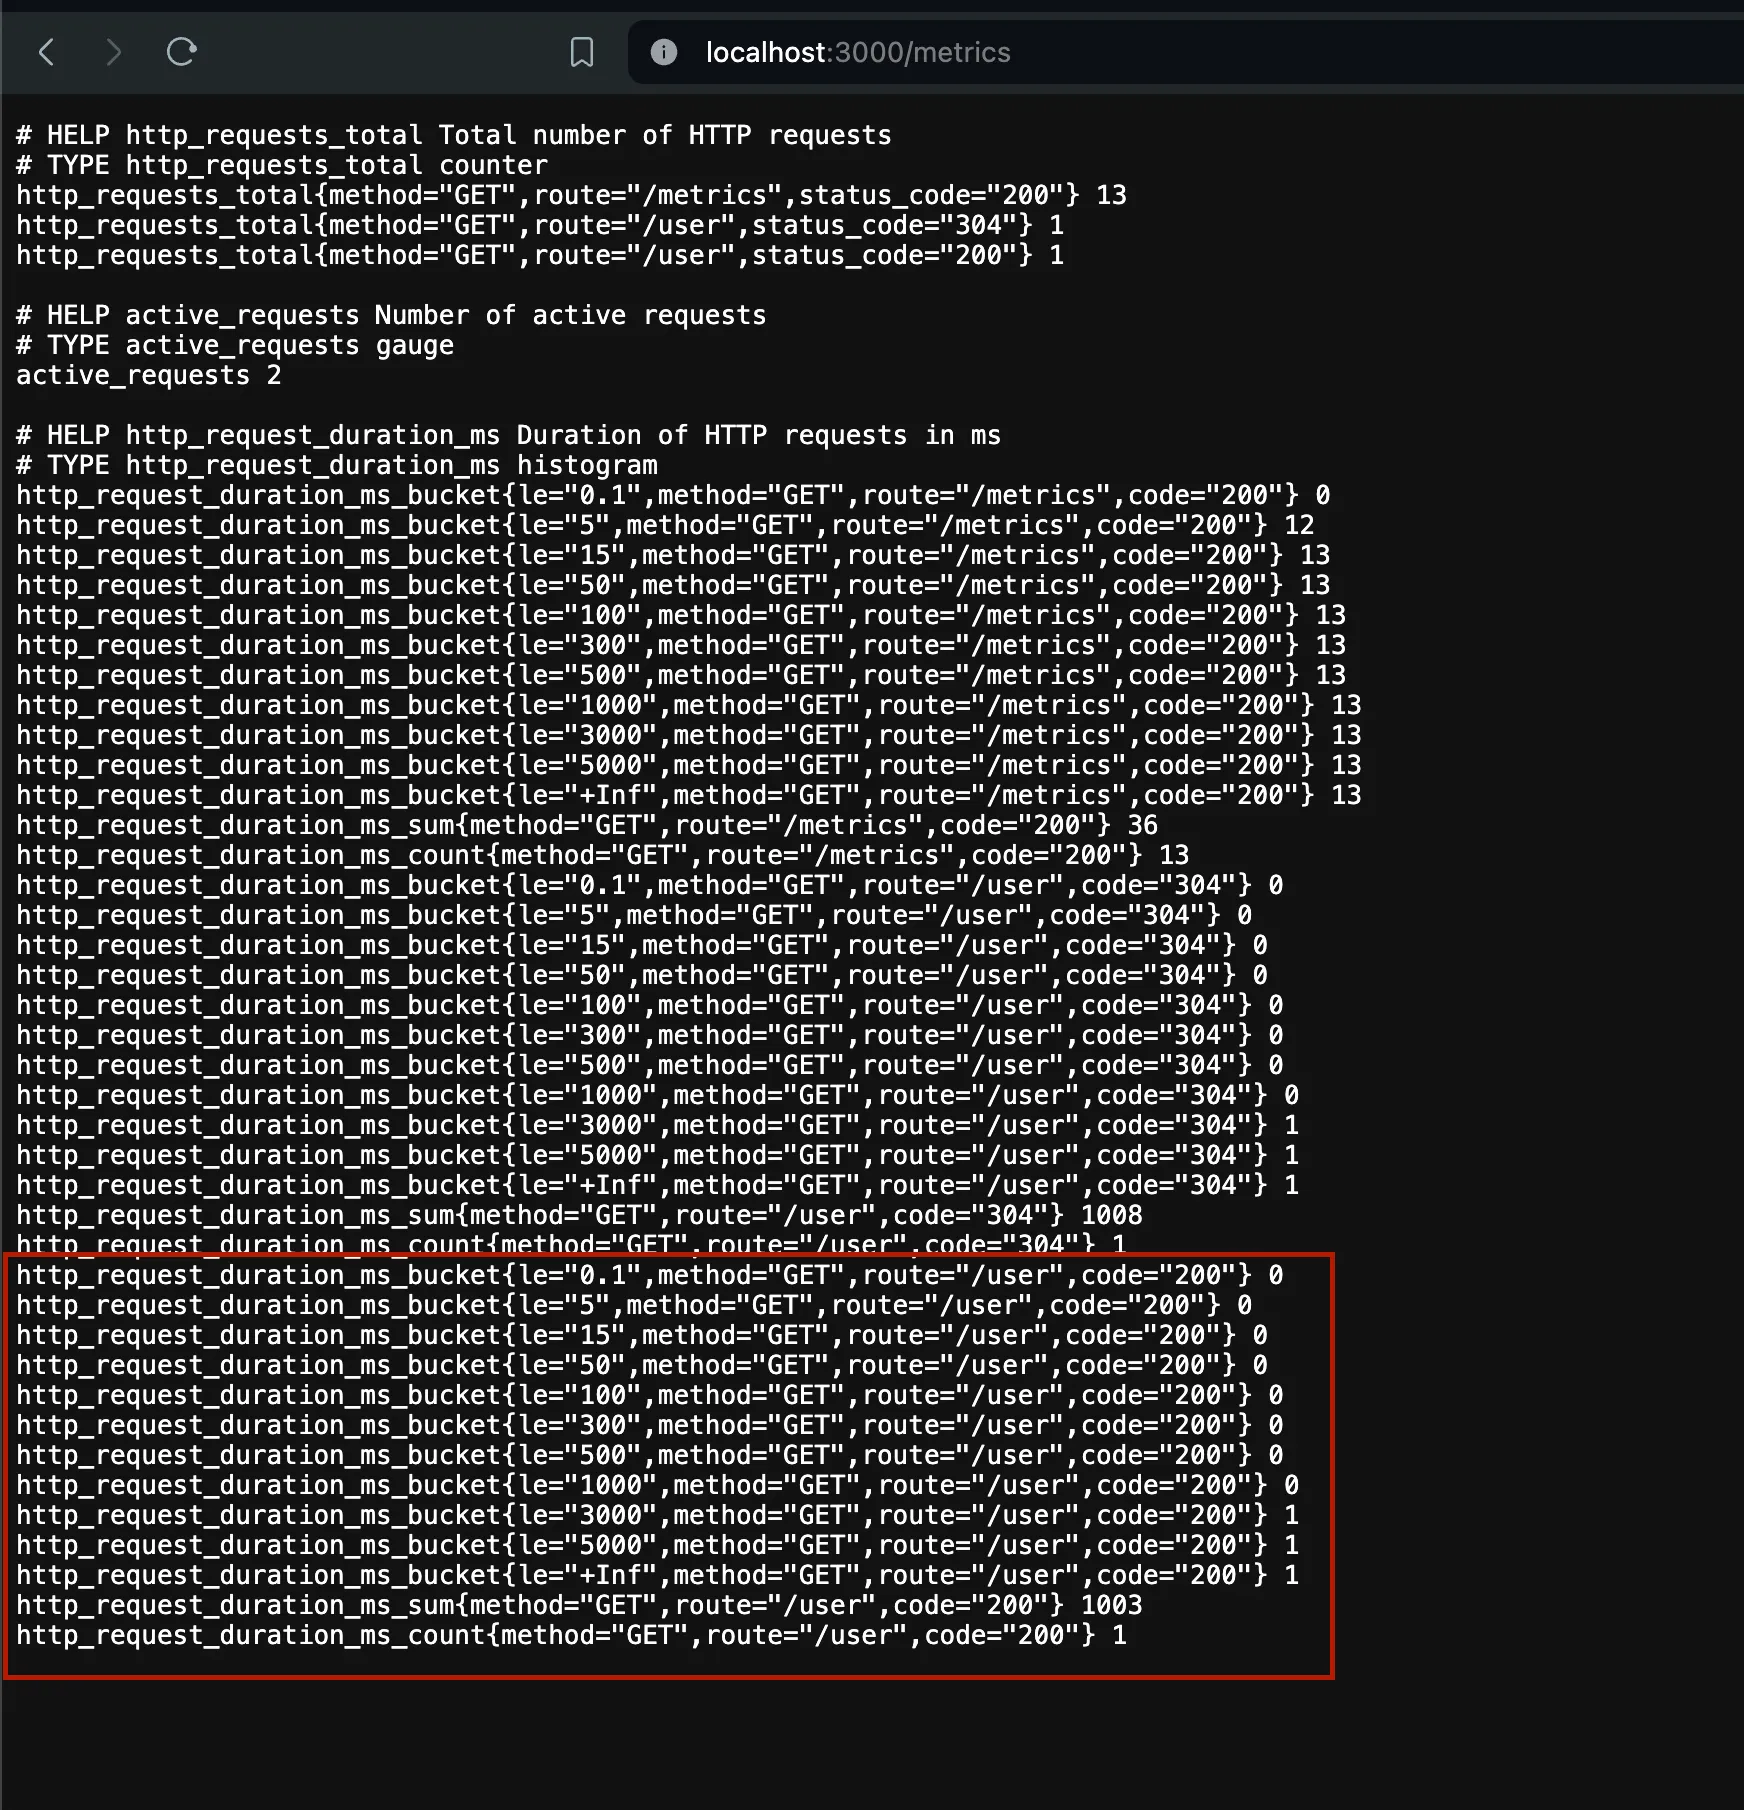 localhost:3000/metrics
# HELP http_requests_total Total number of HTTP requests
# TYPE http_requests_total counter
http_requests_total{method="GET",route="/metrics",status_code="200"} 13
http_requests_total{method="GET",route="/user",status_code="304"} 1
http_requests_total{method="GET",route="/user",status_code="200"} 1
# HELP active_requests Number of active requests
# TYPE active_requests gauge
active_requests 2
# HELP http_request_duration_ms Duration of HTTP requests in ms
# TYPE http_request_duration_ms histogram
http_request_duration_ms_bucket{le="0.1",method="GET",route="/metrics",code="200"} 0
http_request_duration_ms_bucket{le="5",method="GET",route="/metrics",code="200"} 12
http_request_duration_ms_bucket{le="15",method="GET",route="/metrics",code="200"} 13
http_request_duration_ms_bucket{le="50",method="GET",route="/metrics",code="200"} 13
http_request_duration_ms_bucket{le="100",method="GET",route="/metrics",code="200"} 13
http_request_duration_ms_bucket{le="300",method="GET",route="/metrics",code="200"} 13
http_request_duration_ms_bucket{le="500",method="GET",route="/metrics",code="200"} 13
http_request_duration_ms_bucket{le="1000",method="GET",route="/metrics",code="200"} 13
http_request_duration_ms_bucket{le="3000",method="GET",route="/metrics",code="200"} 13
http_request_duration_ms_bucket{le="5000",method="GET",route="/metrics",code="200"} 13
http_request_duration_ms_bucket{le="+Inf",method="GET",route="/metrics",code="200"} 13
http_request_duration_ms_sum{method="GET",route="/metrics",code="200"} 36
http_request_duration_ms_count{method="GET",route="/metrics",code="200"} 13
http_request_duration_ms_bucket{le="0.1",method="GET",route="/user",code="304"} 0
http_request_duration_ms_bucket{le="5",method="GET",route="/user",code="304"} 0
http_request_duration_ms_bucket{le="15",method="GET",route="/user",code="304"} 0
http_request_duration_ms_bucket{le="50",method="GET",route="/user",code="304"} 0
http_request_duration_ms_bucket{le="100",method="GET",route="/user",code="304"} 0
http_request_duration_ms_bucket{le="300",method="GET",route="/user",code="304"} 0
http_request_duration_ms_bucket{le="500",method="GET",route="/user",code="304"} 0
http_request_duration_ms_bucket{le="1000",method="GET",route="/user",code="304"} 0
http_request_duration_ms_bucket{le="3000",method="GET",route="/user",code="304"} 1
http_request_duration_ms_bucket{le="5000",method="GET",route="/user",code="304"} 1
http_request_duration_ms_bucket{le="+Inf",method="GET",route="/user",code="304"} 1
http_request_duration_ms_sum{method="GET",route="/user",code="304"} 1008
http_request_duration_ms_count{method="GET",route="/user",code="304"} 1
http_request_duration_ms_bucket{le="0.1",method="GET",route="/user",code="200"} 0
http_request_duration_ms_bucket{le="5",method="GET",route="/user",code="200"} 0
http_request_duration_ms_bucket{le="15",method="GET",route="/user",code="200"} 0
http_request_duration_ms_bucket{le="50",method="GET",route="/user",code="200"} 0
http_request_duration_ms_bucket{le="100",method="GET",route="/user",code="200"} 0
http_request_duration_ms_bucket{le="300",method="GET",route="/user",code="200"} 0
http_request_duration_ms_bucket{le="500",method="GET",route="/user",code="200"} 0
http_request_duration_ms_bucket{le="1000",method="GET",route="/user",code="200"} 0
http_request_duration_ms_bucket{le="3000",method="GET",route="/user",code="200"} 1
http_request_duration_ms_bucket{le="5000",method="GET",route="/user",code="200"} 1
http_request_duration_ms_bucket{le="+Inf",method="GET",route="/user",code="200"} 1
http_request_duration_ms_sum{method="GET",route="/user",code="200"} 1003
http_request_duration_ms_count{method="GET",route="/user",code="200"} 1